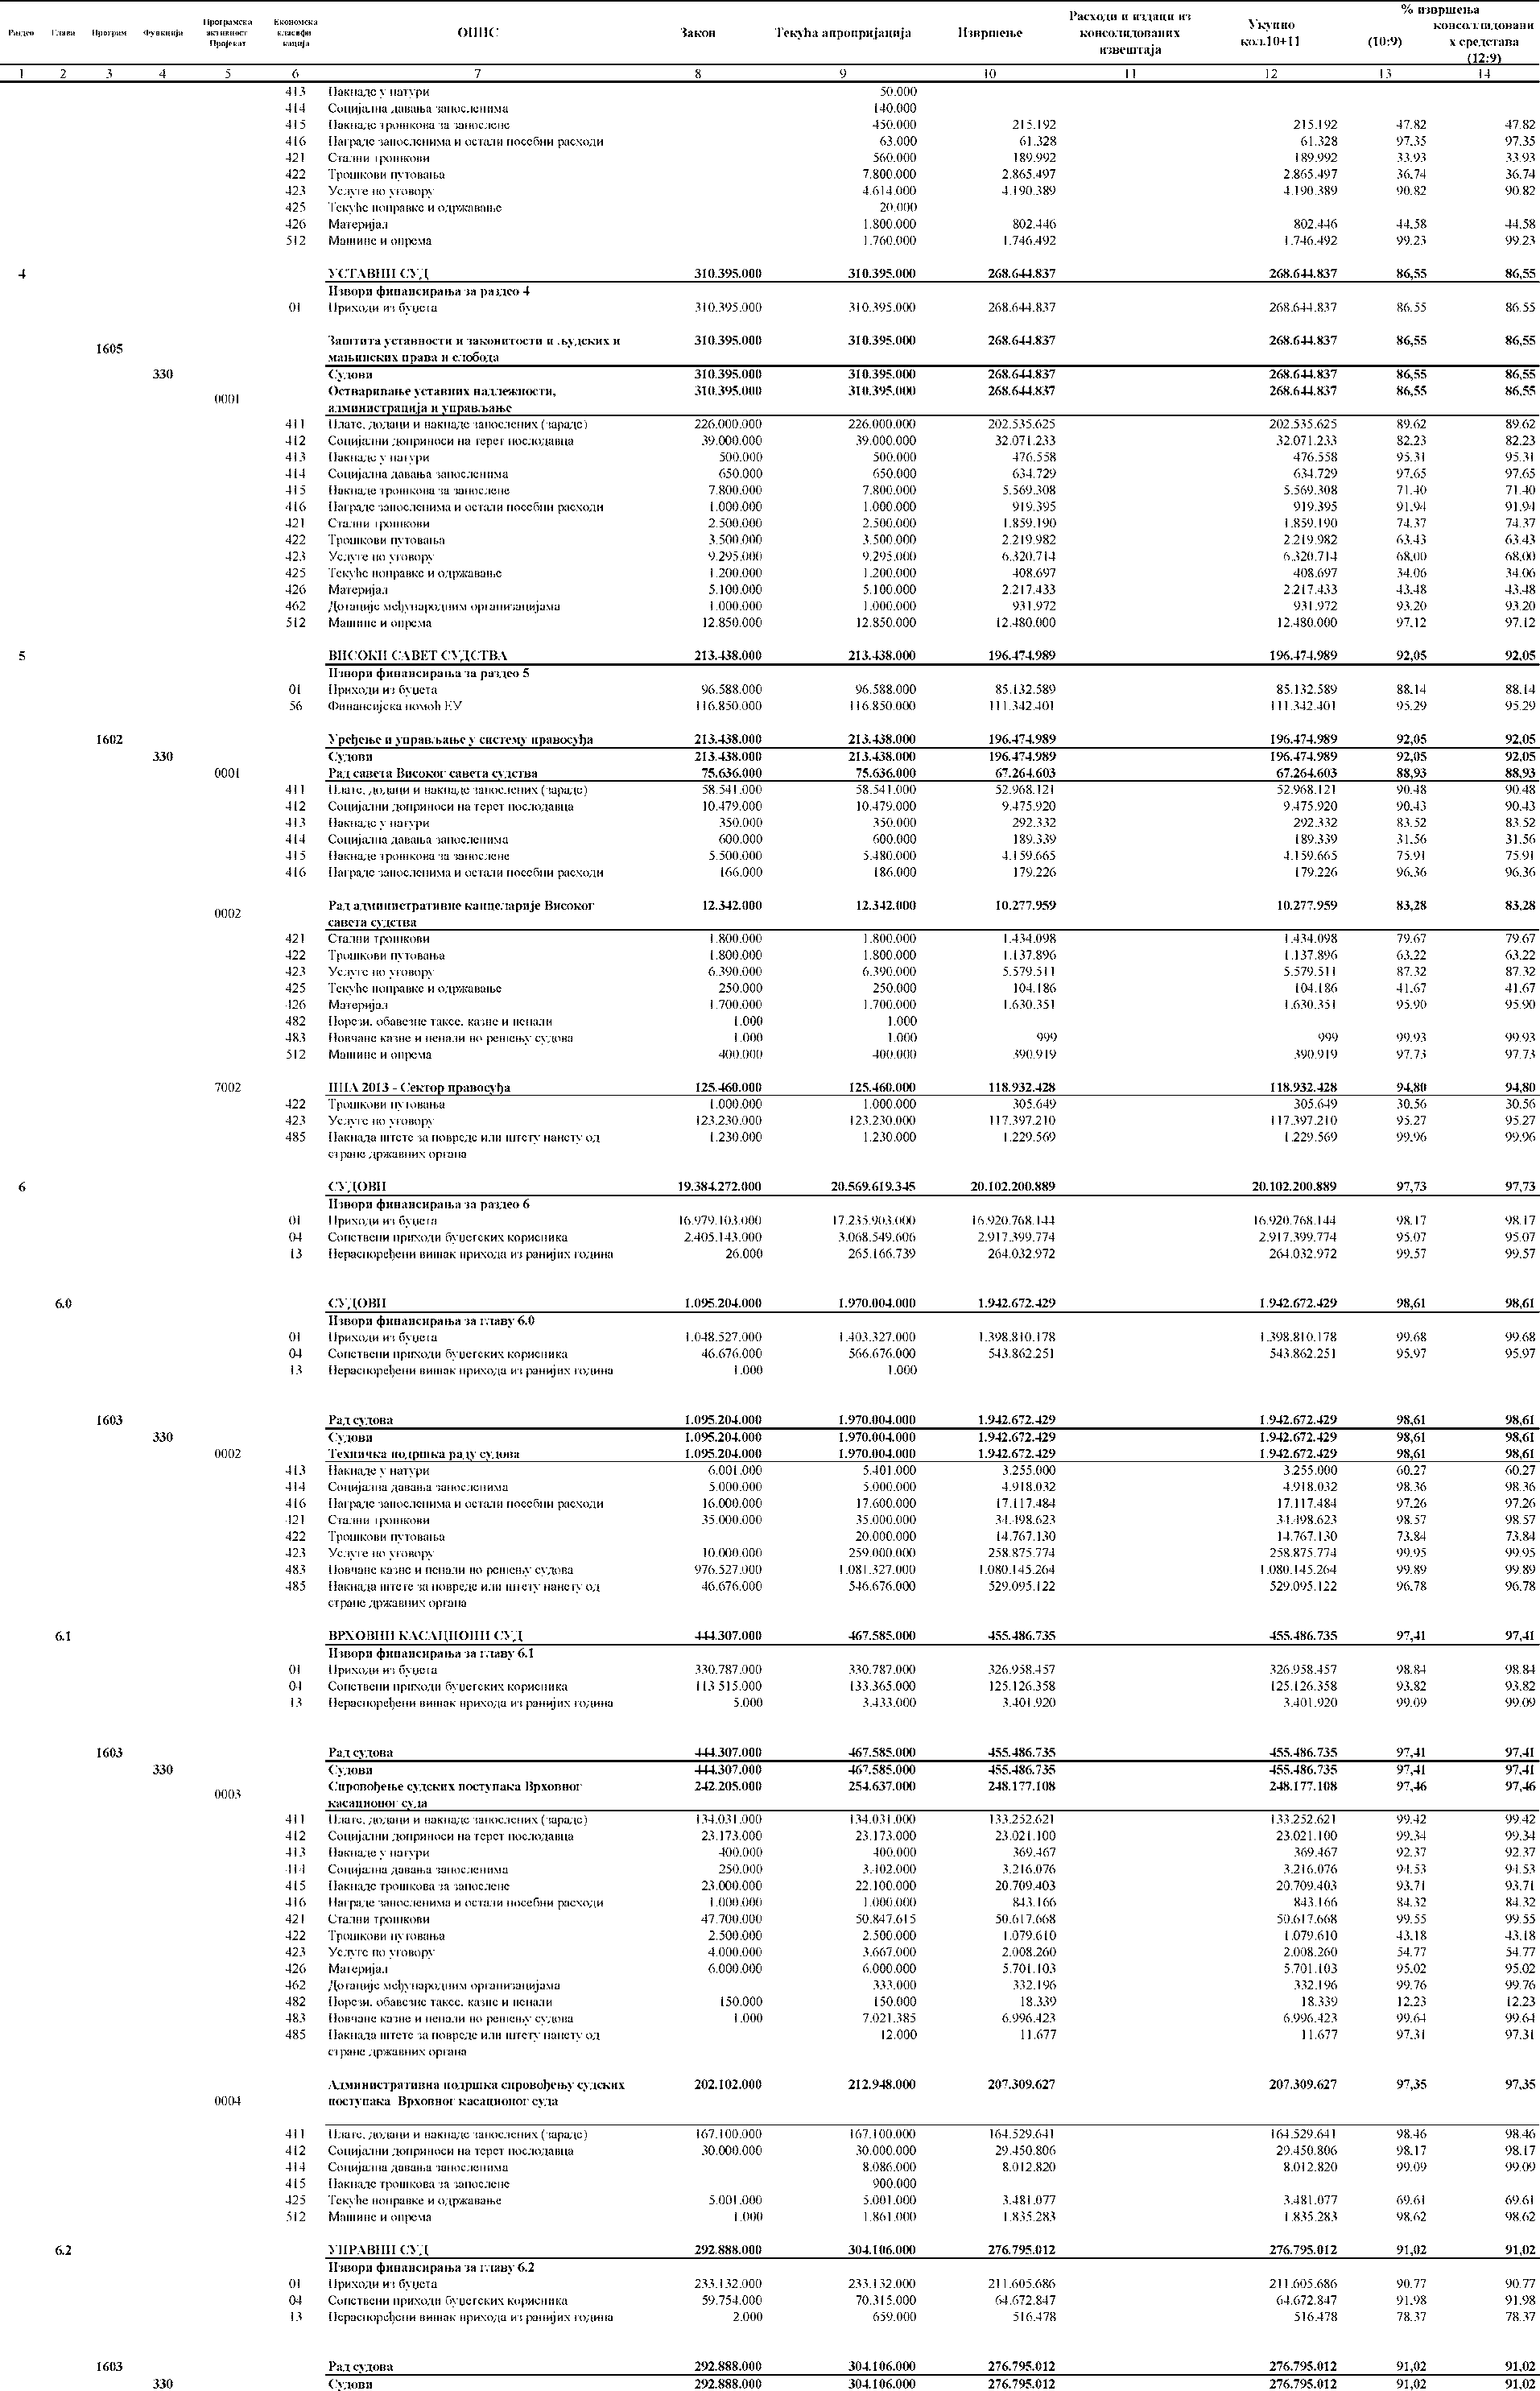 Раздео Глава Програм Функција Програмска активност Пројекат Економска класификација ОПИС Закон Текућа апропријација Извршење Расходи и издаци из консолидованих извештаја Укупно кол.10+11 % извршења (10:9) консолидованих средстава (12:9)
1 2 3 4 5 6 7 8 9 10 11 12 13 14
413 Накнаде у натури 50.000
414 Социјална давања запосленима 140.000
415 Накнаде трошкова за запослене 450.000 215.192 215.192 47,82 47,82
416 Награде запосленима и остали посебни расходи 63.000 61.328 61.328 97,35 97,35
421 Стални трошкови 560.000 189.992 189.992 33,93 33,93
422 Трошкови путовања 7.800.000 2.865.497 2.865.497 36,74 36,74
423 Услуге по уговору 4.614.000 4.190.389 4.190.389 90,82 90,82
425 Текуће поправке и одржавање 20.000
426 Материјал 1.800.000 802.446 802.446 44,58 44,58
512 Машине и опрема 1.760.000 1.746.492 1.746.492 99,23 99,23
4 УСТАВНИ СУД 310.395.000 310.395.000 268.644.837 268.644.837 86,55 86,55
Извори финансирања за раздео 4
01 Приходи из буџета 310.395.000 310.395.000 268.644.837 268.644.837 86,55 86,55
1605 Заштита уставности и законитости и људских и мањинских права и слобода 310.395.000 310.395.000 268.644.837 268.644.837 86,55 86,55
330 Судови 310.395.000 310.395.000 268.644.837 268.644.837 86,55 86,55
0001 Остваривање уставних надлежности, администрација и управљање 310.395.000 310.395.000 268.644.837 268.644.837 86,55 86,55
411 Плате, додаци и накнаде запослених (зараде) 226.000.000 226.000.000 202.535.625 202.535.625 89,62 89,62
412 Социјални доприноси на терет послодавца 39.000.000 39.000.000 32.071.233 32.071.233 82,23 82,23
413 Накнаде у натури 500.000 500.000 476.558 476.558 95,31 95,31
414 Социјална давања запосленима 650.000 650.000 634.729 634.729 97,65 97,65
415 Накнаде трошкова за запослене 7.800.000 7.800.000 5.569.308 5.569.308 71,40 71,40
416 Награде запосленима и остали посебни расходи 1.000.000 1.000.000 919.395 919.395 91,94 91,94
421 Стални трошкови 2.500.000 2.500.000 1.859.190 1.859.190 74,37 74,37
422 Трошкови путовања 3.500.000 3.500.000 2.219.982 2.219.982 63,43 63,43
423 Услуге по уговору 9.295.000 9.295.000 6.320.714 6.320.714 68,00 68,00
425 Текуће поправке и одржавање 1.200.000 1.200.000 408.697 408.697 34,06 34,06
426 Материјал 5.100.000 5.100.000 2.217.433 2.217.433 43,48 43,48
462 Дотације међународним организацијама 1.000.000 1.000.000 931.972 931.972 93,20 93,20
512 Машине и опрема 12.850.000 12.850.000 12.480.000 12.480.000 97,12 97,12
5 ВИСОКИ САВЕТ СУДСТВА 213.438.000 213.438.000 196.474.989 196.474.989 92,05 92,05
Извори финансирања за раздео 5
01 Приходи из буџета 96.588.000 96.588.000 85.132.589 85.132.589 88,14 88,14
56 Финансијска помоћ ЕУ 116.850.000 116.850.000 111.342.401 111.342.401 95,29 95,29
1602 Уређење и управљање у систему правосуђа 213.438.000 213.438.000 196.474.989 196.474.989 92,05 92,05
330 Судови 213.438.000 213.438.000 196.474.989 196.474.989 92,05 92,05
0001 Рад савета Високог савета судства 75.636.000 75.636.000 67.264.603 67.264.603 88,93 88,93
411 Плате, додаци и накнаде запослених (зараде) 58.541.000 58.541.000 52.968.121 52.968.121 90,48 90,48
412 Социјални доприноси на терет послодавца 10.479.000 10.479.000 9.475.920 9.475.920 90,43 90,43
413 Накнаде у натури 350.000 350.000 292.332 292.332 83,52 83,52
414 Социјална давања запосленима 600.000 600.000 189.339 189.339 31,56 31,56
415 Накнаде трошкова за запослене 5.500.000 5.480.000 4.159.665 4.159.665 75,91 75,91
416 Награде запосленима и остали посебни расходи 166.000 186.000 179.226 179.226 96,36 96,36
0002 Рад административне канцеларије Високог савета судства 12.342.000 12.342.000 10.277.959 10.277.959 83,28 83,28
421 Стални трошкови 1.800.000 1.800.000 1.434.098 1.434.098 79,67 79,67
422 Трошкови путовања 1.800.000 1.800.000 1.137.896 1.137.896 63,22 63,22
423 Услуге по уговору 6.390.000 6.390.000 5.579.511 5.579.511 87,32 87,32
425 Текуће поправке и одржавање 250.000 250.000 104.186 104.186 41,67 41,67
426 Материјал 1.700.000 1.700.000 1.630.351 1.630.351 95,90 95,90
482 Порези, обавезне таксе, казне и пенали 1.000 1.000
483 Новчане казне и пенали по решењу судова 1.000 1.000 999 999 99,93 99,93
512 Машине и опрема 400.000 400.000 390.919 390.919 97,73 97,73
7002 ИПА 2013 - Сектор правосуђа 125.460.000 125.460.000 118.932.428 118.932.428 94,80 94,80
422 Трошкови путовања 1.000.000 1.000.000 305.649 305.649 30,56 30,56
423 Услуге по уговору 123.230.000 123.230.000 117.397.210 117.397.210 95,27 95,27
485 Накнада штете за повреде или штету нанету од стране државних органа 1.230.000 1.230.000 1.229.569 1.229.569 99,96 99,96
6 СУДОВИ 19.384.272.000 20.569.619.345 20.102.200.889 20.102.200.889 97,73 97,73
Извори финансирања за раздео 6
01 Приходи из буџета 16.979.103.000 17.235.903.000 16.920.768.144 16.920.768.144 98,17 98,17
04 Сопствени приходи буџетских корисника 2.405.143.000 3.068.549.606 2.917.399.774 2.917.399.774 95,07 95,07
13 Нераспоређени вишак прихода из ранијих година 26.000 265.166.739 264.032.972 264.032.972 99,57 99,57
6.0 СУДОВИ 1.095.204.000 1.970.004.000 1.942.672.429 1.942.672.429 98,61 98,61
Извори финансирања за главу 6.0
01 Приходи из буџета 1.048.527.000 1.403.327.000 1.398.810.178 1.398.810.178 99,68 99,68
04 Сопствени приходи буџетских корисника 46.676.000 566.676.000 543.862.251 543.862.251 95,97 95,97
13 Нераспоређени вишак прихода из ранијих година 1.000 1.000
1603 Рад судова 1.095.204.000 1.970.004.000 1.942.672.429 1.942.672.429 98,61 98,61
330 Судови 1.095.204.000 1.970.004.000 1.942.672.429 1.942.672.429 98,61 98,61
0002 Техничка подршка раду судова 1.095.204.000 1.970.004.000 1.942.672.429 1.942.672.429 98,61 98,61
413 Накнаде у натури 6.001.000 5.401.000 3.255.000 3.255.000 60,27 60,27
414 Социјална давања запосленима 5.000.000 5.000.000 4.918.032 4.918.032 98,36 98,36
416 Награде запосленима и остали посебни расходи 16.000.000 17.600.000 17.117.484 17.117.484 97,26 97,26
421 Стални трошкови 35.000.000 35.000.000 34.498.623 34.498.623 98,57 98,57
422 Трошкови путовања 20.000.000 14.767.130 14.767.130 73,84 73,84
423 Услуге по уговору 10.000.000 259.000.000 258.875.774 258.875.774 99,95 99,95
483 Новчане казне и пенали по решењу судова 976.527.000 1.081.327.000 1.080.145.264 1.080.145.264 99,89 99,89
485 Накнада штете за повреде или штету нанету од стране државних органа 46.676.000 546.676.000 529.095.122 529.095.122 96,78 96,78
6.1 ВРХОВНИ КАСАЦИОНИ СУД 444.307.000 467.585.000 455.486.735 455.486.735 97,41 97,41
Извори финансирања за главу 6.1
01 Приходи из буџета 330.787.000 330.787.000 326.958.457 326.958.457 98,84 98,84
04 Сопствени приходи буџетских корисника 113.515.000 133.365.000 125.126.358 125.126.358 93,82 93,82
13 Нераспоређени вишак прихода из ранијих година 5.000 3.433.000 3.401.920 3.401.920 99,09 99,09
1603 Рад судова 444.307.000 467.585.000 455.486.735 455.486.735 97,41 97,41
330 Судови 444.307.000 467.585.000 455.486.735 455.486.735 97,41 97,41
0003 Спровођење судских поступака Врховног касационог суда 242.205.000 254.637.000 248.177.108 248.177.108 97,46 97,46
411 Плате, додаци и накнаде запослених (зараде) 134.031.000 134.031.000 133.252.621 133.252.621 99,42 99,42
412 Социјални доприноси на терет послодавца 23.173.000 23.173.000 23.021.100 23.021.100 99,34 99,34
413 Накнаде у натури 400.000 400.000 369.467 369.467 92,37 92,37
414 Социјална давања запосленима 250.000 3.402.000 3.216.076 3.216.076 94,53 94,53
415 Накнаде трошкова за запослене 23.000.000 22.100.000 20.709.403 20.709.403 93,71 93,71
416 Награде запосленима и остали посебни расходи 1.000.000 1.000.000 843.166 843.166 84,32 84,32
421 Стални трошкови 47.700.000 50.847.615 50.617.668 50.617.668 99,55 99,55
422 Трошкови путовања 2.500.000 2.500.000 1.079.610 1.079.610 43,18 43,18
423 Услуге по уговору 4.000.000 3.667.000 2.008.260 2.008.260 54,77 54,77
426 Материјал 6.000.000 6.000.000 5.701.103 5.701.103 95,02 95,02
462 Дотације међународним организацијама 333.000 332.196 332.196 99,76 99,76
482 Порези, обавезне таксе, казне и пенали 150.000 150.000 18.339 18.339 12,23 12,23
483 Новчане казне и пенали по решењу судова 1.000 7.021.385 6.996.423 6.996.423 99,64 99,64
485 Накнада штете за повреде или штету нанету од стране државних органа 12.000 11.677 11.677 97,31 97,31
0004 Административна подршка спровођењу судских поступака Врховног касационог суда 202.102.000 212.948.000 207.309.627 207.309.627 97,35 97,35
411 Плате, додаци и накнаде запослених (зараде) 167.100.000 167.100.000 164.529.641 164.529.641 98,46 98,46
412 Социјални доприноси на терет послодавца 30.000.000 30.000.000 29.450.806 29.450.806 98,17 98,17
414 Социјална давања запосленима 8.086.000 8.012.820 8.012.820 99,09 99,09
415 Накнаде трошкова за запослене 900.000
425 Текуће поправке и одржавање 5.001.000 5.001.000 3.481.077 3.481.077 69,61 69,61
512 Машине и опрема 1.000 1.861.000 1.835.283 1.835.283 98,62 98,62
6.2 УПРАВНИ СУД 292.888.000 304.106.000 276.795.012 276.795.012 91,02 91,02
Извори финансирања за главу 6.2
01 Приходи из буџета 233.132.000 233.132.000 211.605.686 211.605.686 90,77 90,77
04 Сопствени приходи буџетских корисника 59.754.000 70.315.000 64.672.847 64.672.847 91,98 91,98
13 Нераспоређени вишак прихода из ранијих година 2.000 659.000 516.478 516.478 78,37 78,37
1603 Рад судова 292.888.000 304.106.000 276.795.012 276.795.012 91,02 91,02
330 Судови 292.888.000 304.106.000 276.795.012 276.795.012 91,02 91,02